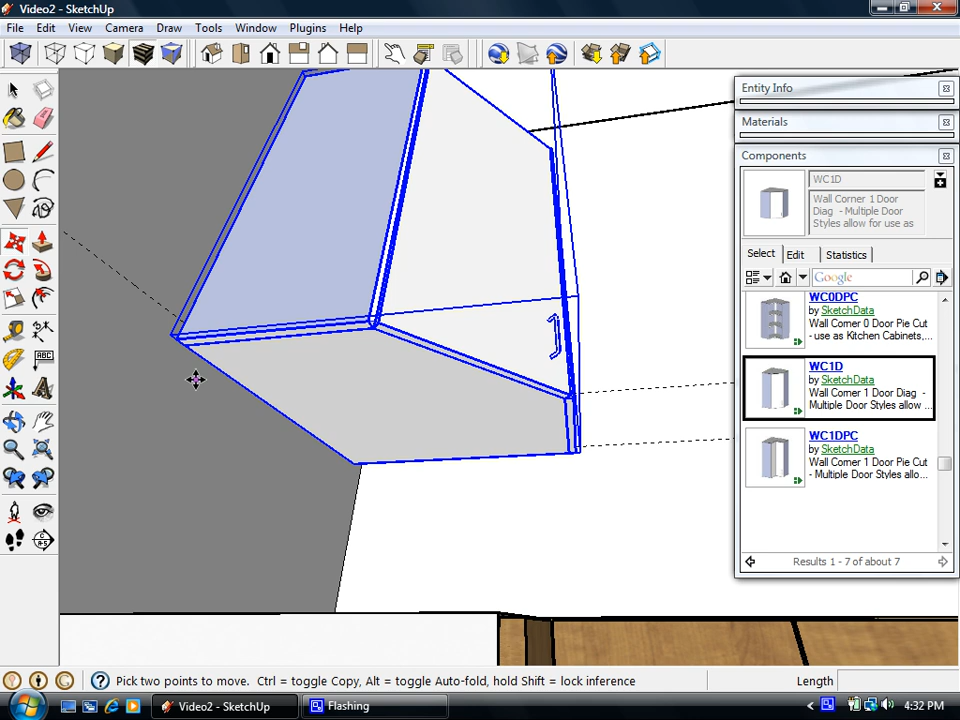 Video2 - SketchUp
File Edit View Camera Draw Tools Window Plugins Help
Entity Info
Materials
Components
WC1D
Wall Corner 1 Door
Diag - Multiple Door
Styles allow for use as
Select Edit Statistics
Google
WC0DPC
by SketchData
Wall Corner 0 Door Pie Cut
- use as Kitchen Cabinets,...
WC1D
by SketchData
Wall Corner 1 Door Diag -
Multiple Door Styles allow ...
WC1DPC
by SketchData
Wall Corner 1 Door Pie Cut
- Multiple Door Styles allo...
Results 1 - 7 of about 7
ABC
Pick two points to move. Ctrl = toggle Copy, Alt = toggle Auto-fold, hold Shift = lock inference
Length
Video2 - SketchUp
Flashing
4:32 PM